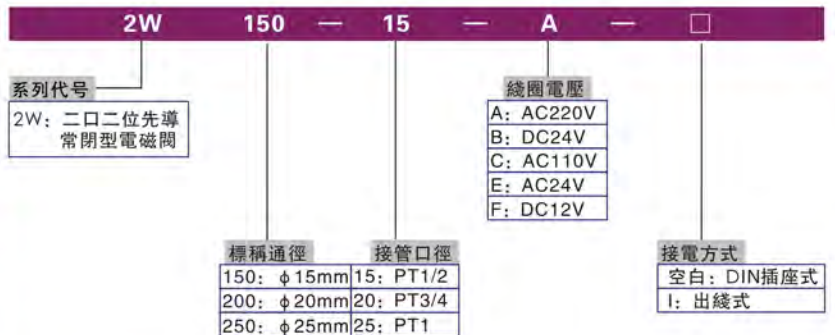 2W 150 — 15 — A — □
系列代号
2W：二口二位先導
常閉型電磁閥
綫圈電壓
A：AC220V
B：DC24V
C：AC110V
E：AC24V
F：DC12V
標稱通徑 接管口徑
150：ϕ15mm 15：PT1/2
200：ϕ20mm 20：PT3/4
250：ϕ25mm 25：PT1
接電方式
空白：DIN插座式
I：出綫式